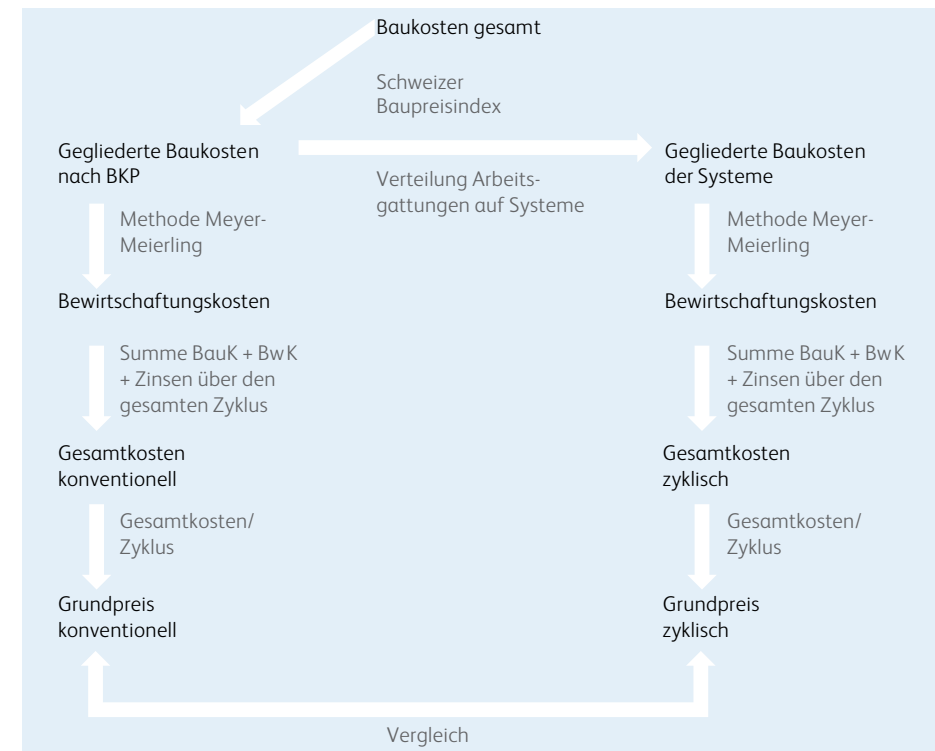 Baukosten gesamt
Schweizer
Baupreisindex
Gegliederte Baukosten
nach BKP
Verteilung Arbeits-
gattungen auf Systeme
Gegliederte Baukosten
der Systeme
Methode Meyer-
Meierling
Methode Meyer-
Meierling
Bewirtschaftungskosten
Bewirtschaftungskosten
Summe BauK + BwK
+ Zinsen über den
gesamten Zyklus
Summe BauK + BwK
+ Zinsen über den
gesamten Zyklus
Gesamtkosten
konventionell
Gesamtkosten
zyklisch
Gesamtkosten/
Zyklus
Gesamtkosten/
Zyklus
Grundpreis
konventionell
Grundpreis
zyklisch
Vergleich